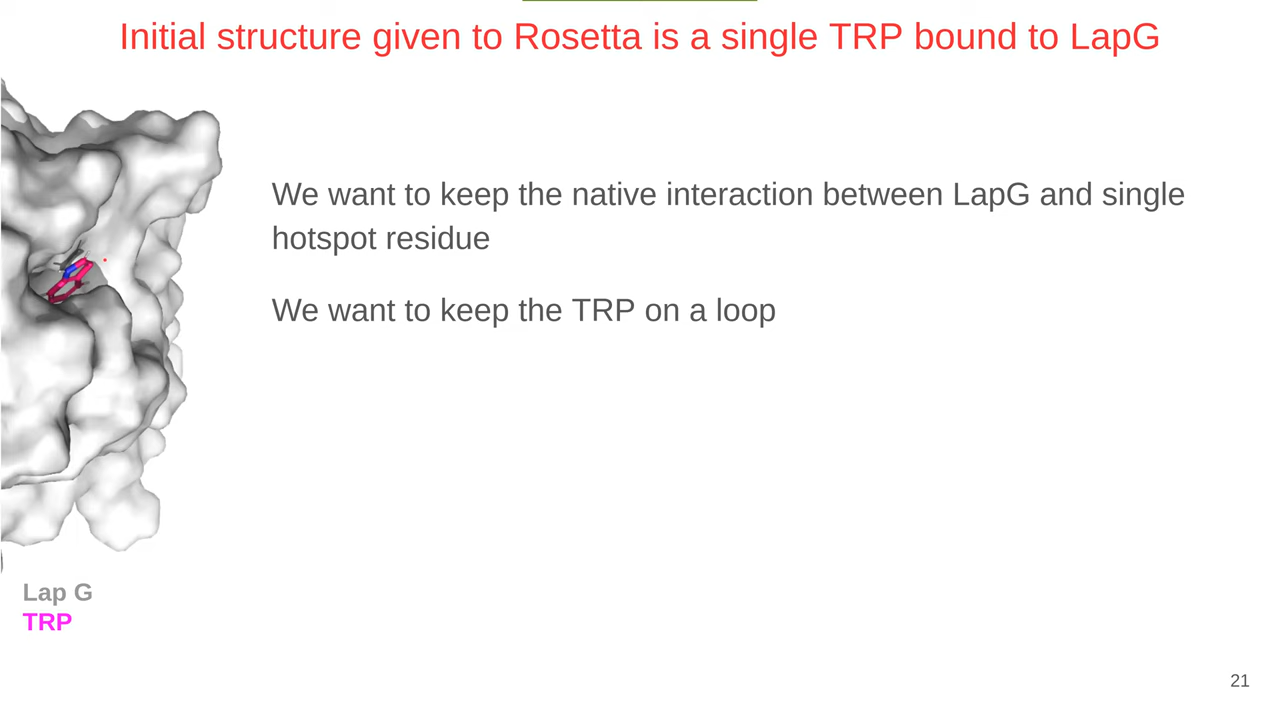 Initial structure given to Rosetta is a single TRP bound to LapG
We want to keep the native interaction between LapG and single
hotspot residue
We want to keep the TRP on a loop
Lap G
TRP
21